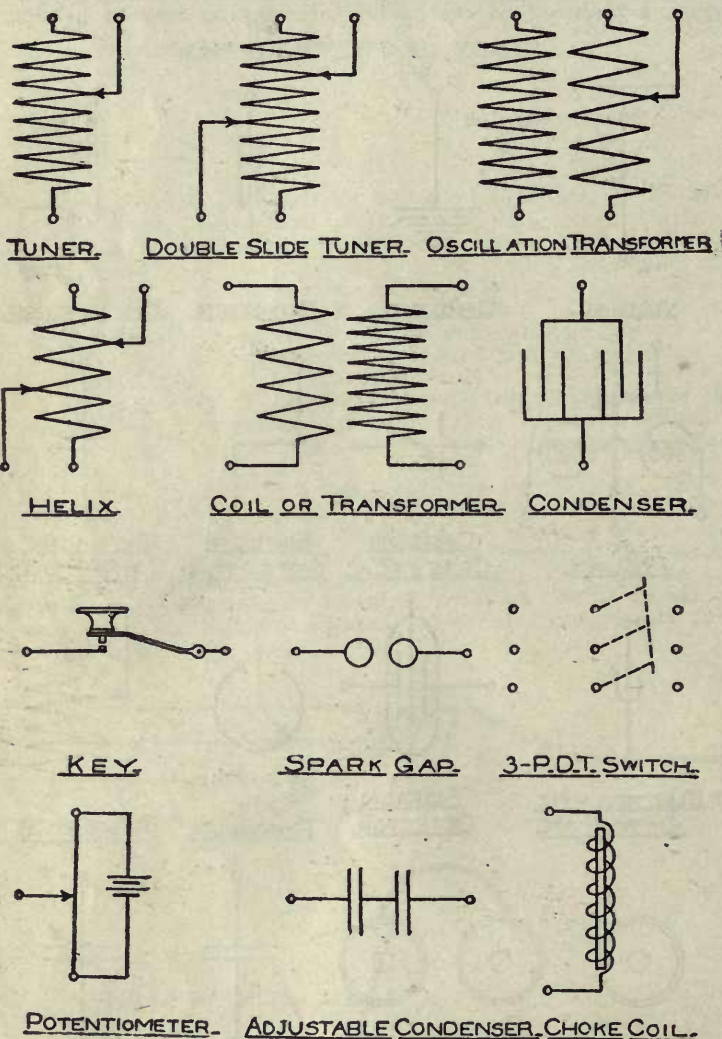 TUNER. DOUBLE SLIDE TUNER. OSCILLATION TRANSFORMER
HELIX. COIL OR TRANSFORMER. CONDENSER.
KEY. SPARK GAP. 3-P.D.T. SWITCH.
POTENTIOMETER. ADJUSTABLE CONDENSER. CHOKE COIL.